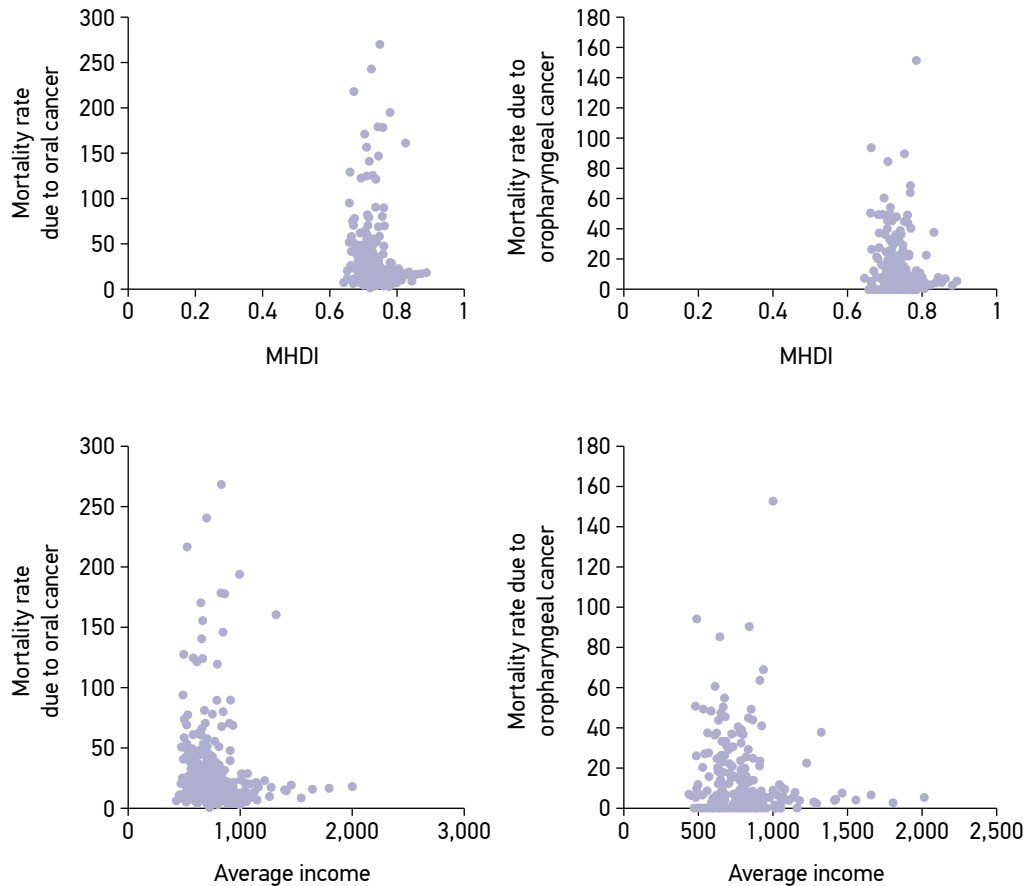 300
250
200
150
100
50
0
Mortality rate
due to oral cancer
0 0.2 0.4 0.6 0.8 1
MHDI
180
160
140
120
100
80
60
40
20
0
Mortality rate due to
oropharyngeal cancer
0 0.2 0.4 0.6 0.8 1
MHDI
300
250
200
150
100
50
0
Mortality rate
due to oral cancer
0 1,000 2,000 3,000
Average income
180
160
140
120
100
80
60
40
20
0
Mortality rate due to
oropharyngeal cancer
0 500 1,000 1,500 2,000 2,500
Average income